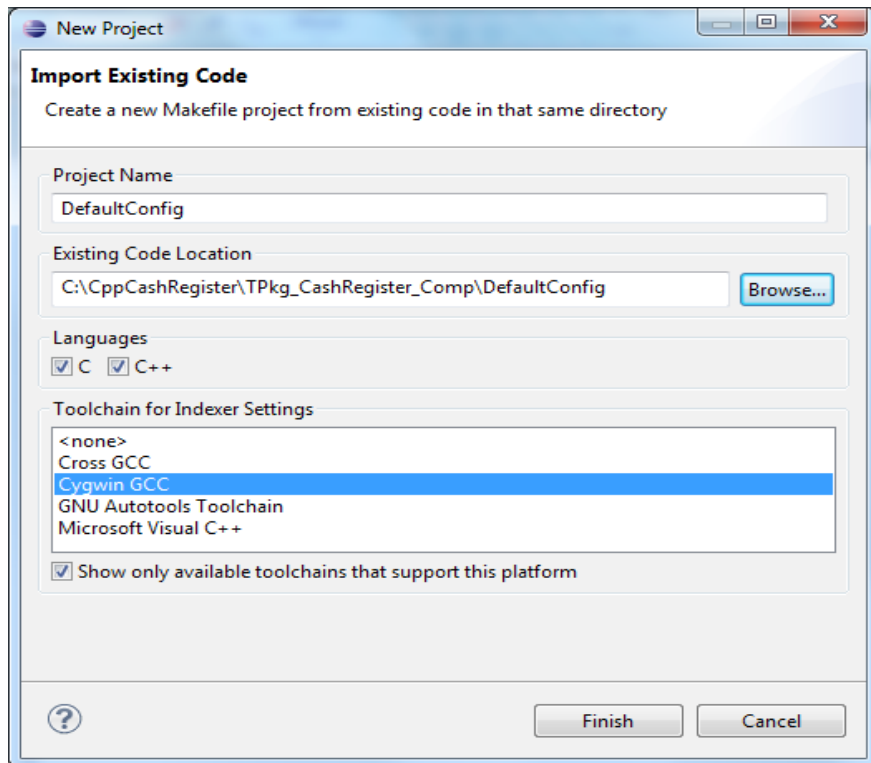 New Project
Import Existing Code
Create a new Makefile project from existing code in that same directory
Project Name
DefaultConfig
Existing Code Location
C:\CppCashRegister\TPkg_CashRegister_Comp\DefaultConfig
Browse...
Languages
C C++
Toolchain for Indexer Settings
<none>
Cross GCC
Cygwin GCC
GNU Autotools Toolchain
Microsoft Visual C++
Show only available toolchains that support this platform
? Finish Cancel